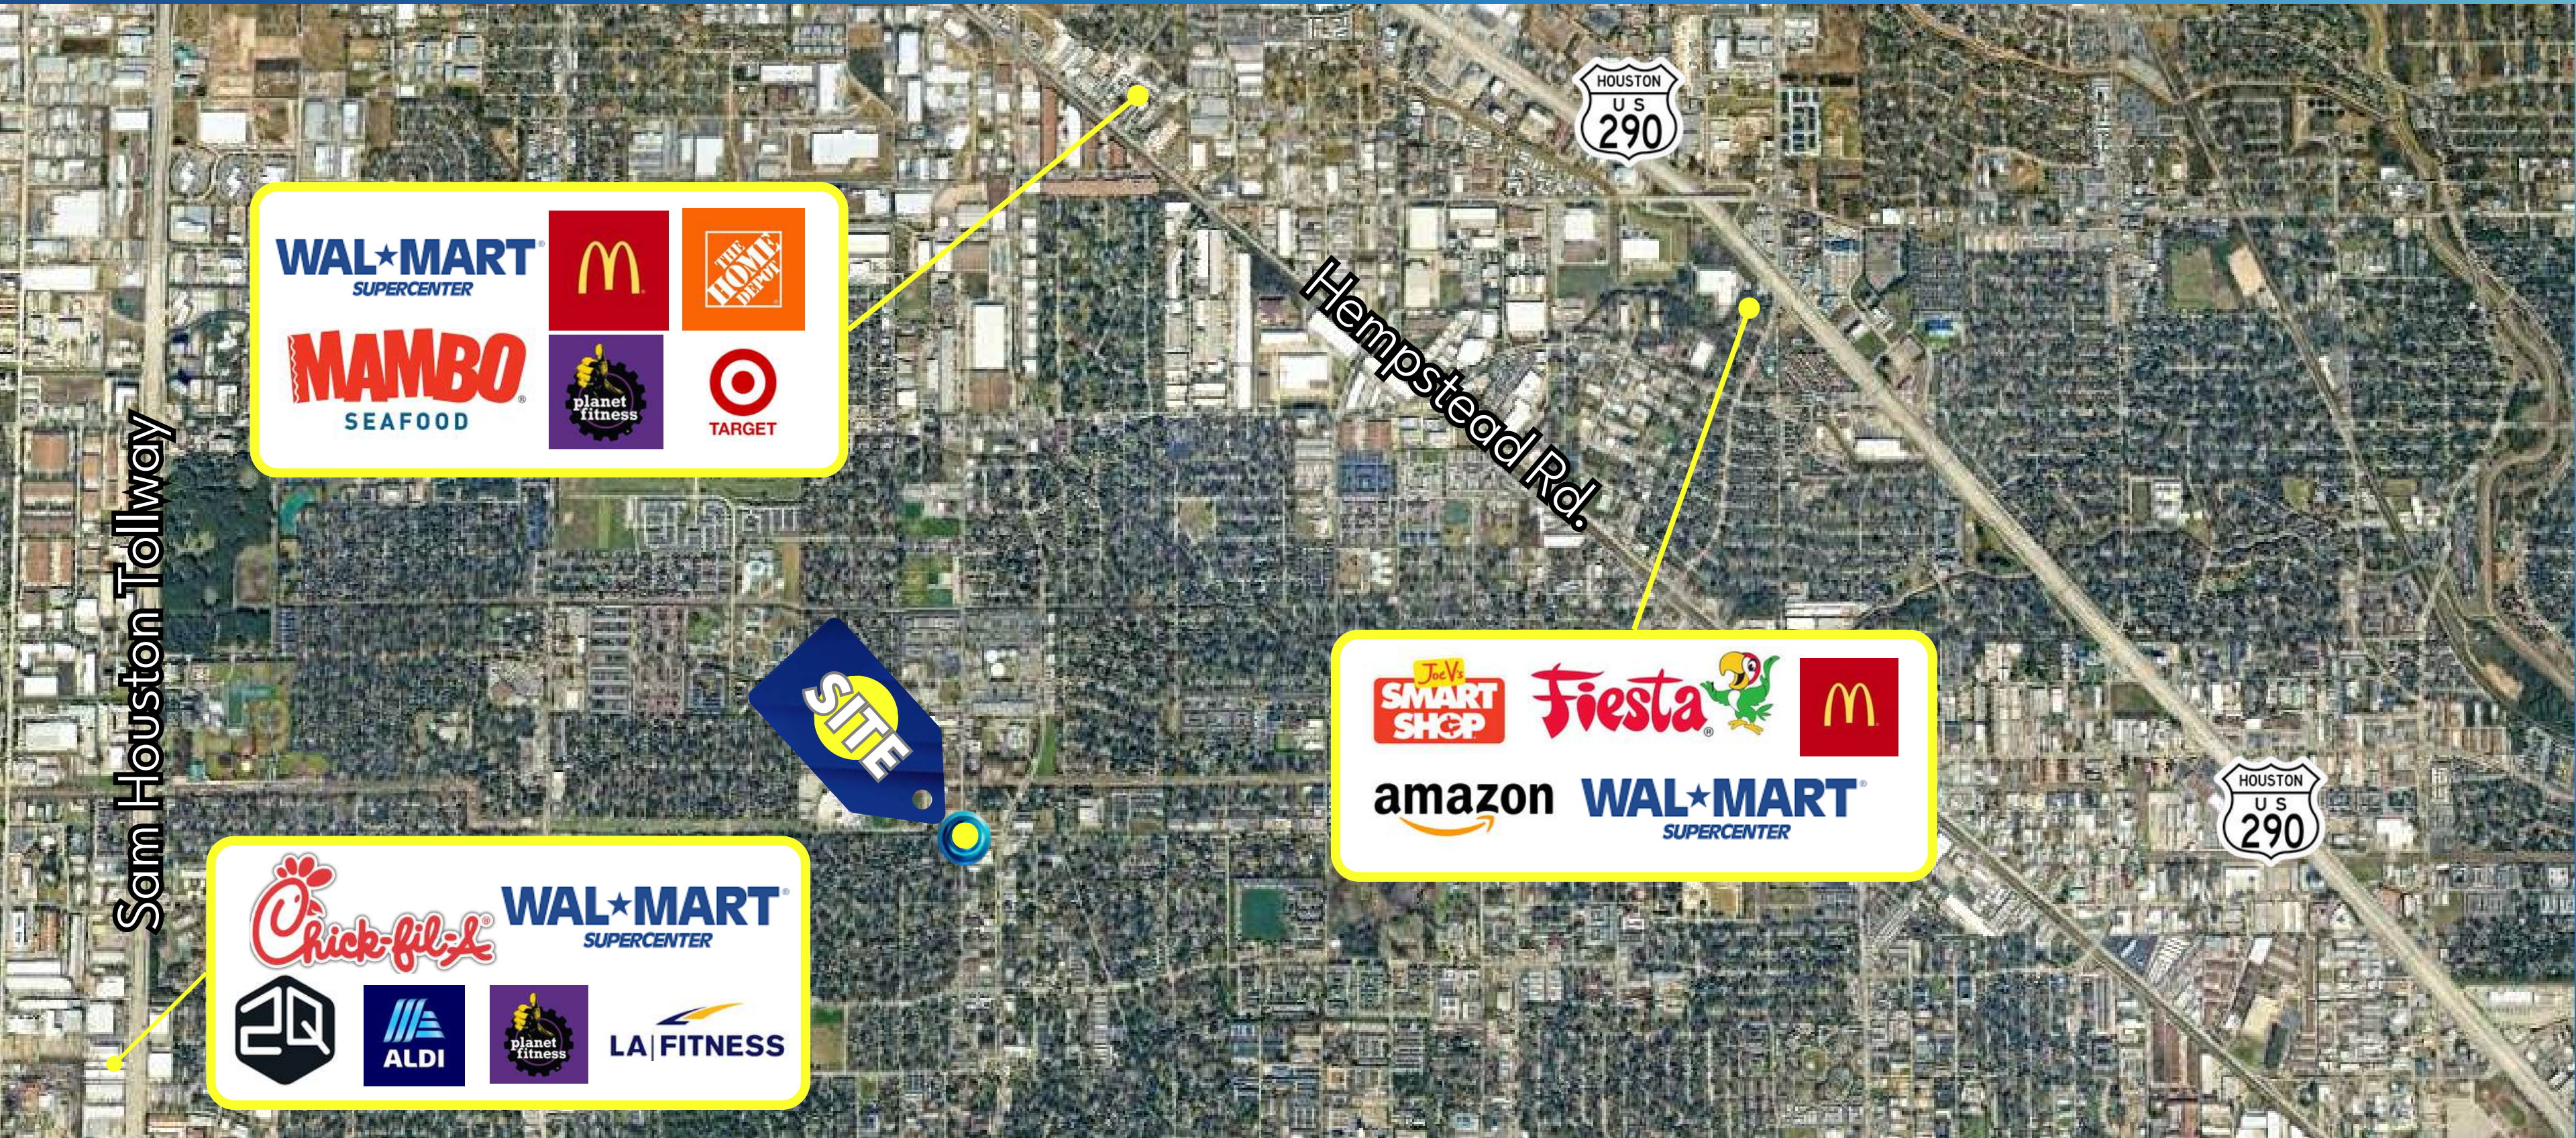 HOUSTON
US
290
WAL★MART®
SUPERCENTER
M
THE
HOME
DEPOT
MAMBO®
SEAFOOD
planet
fitness
TARGET
Hempstead Rd.
Sam Houston Tollway
SITE
JoeV's
SMART
SHOP
Fiesta®
M
amazon
WAL★MART®
SUPERCENTER
HOUSTON
US
290
Chick-fil-A®
WAL★MART®
SUPERCENTER
2Q
ALDI
planet
fitness
LA|FITNESS